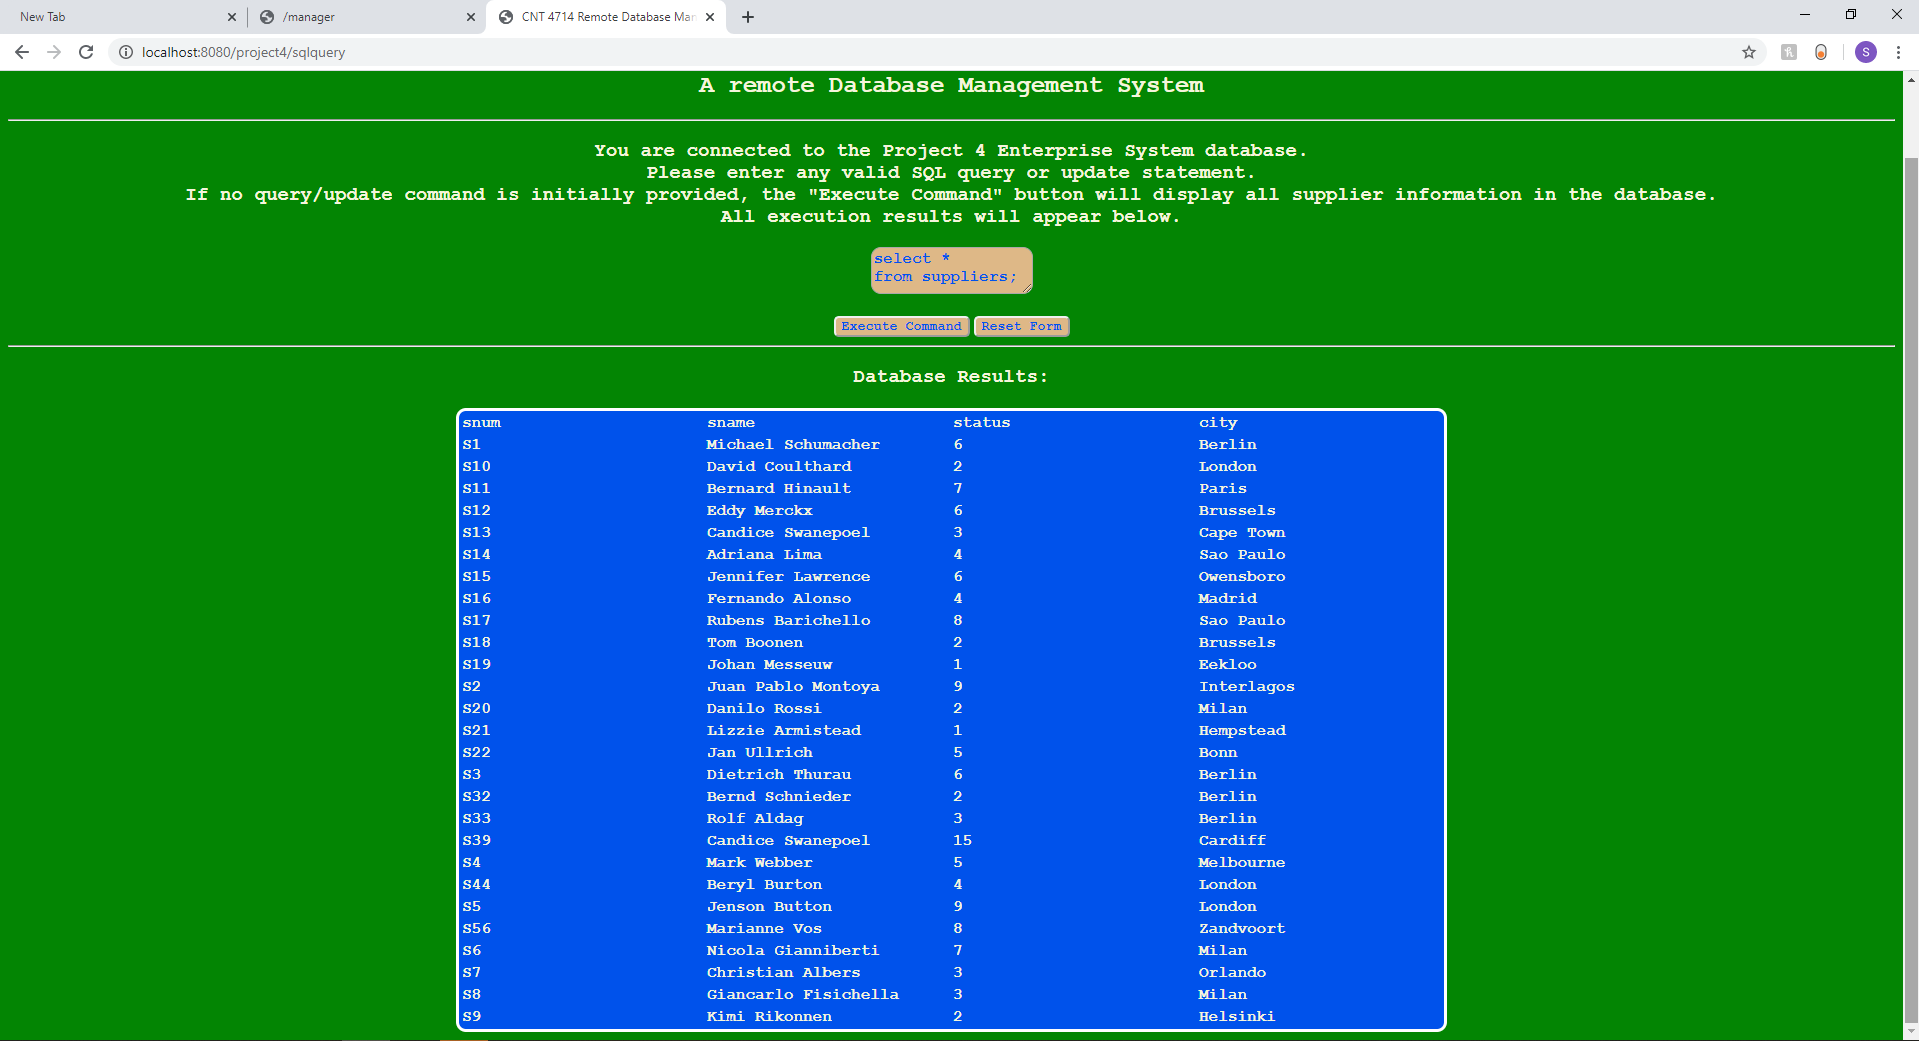 New Tab
/manager
CNT 4714 Remote Database Man
localhost:8080/project4/sqlquery
S
A remote Database Management System
You are connected to the Project 4 Enterprise System database.
Please enter any valid SQL query or update statement.
If no query/update command is initially provided, the "Execute Command" button will display all supplier information in the database.
All execution results will appear below.
select *
from suppliers;
Execute Command Reset Form
Database Results:
snum sname status city
S1 Michael Schumacher 6 Berlin
S10 David Coulthard 2 London
S11 Bernard Hinault 7 Paris
S12 Eddy Merckx 6 Brussels
S13 Candice Swanepoel 3 Cape Town
S14 Adriana Lima 4 Sao Paulo
S15 Jennifer Lawrence 6 Owensboro
S16 Fernando Alonso 4 Madrid
S17 Rubens Barichello 8 Sao Paulo
S18 Tom Boonen 2 Brussels
S19 Johan Messeuw 1 Eekloo
S2 Juan Pablo Montoya 9 Interlagos
S20 Danilo Rossi 2 Milan
S21 Lizzie Armistead 1 Hempstead
S22 Jan Ullrich 5 Bonn
S3 Dietrich Thurau 6 Berlin
S32 Bernd Schnieder 2 Berlin
S33 Rolf Aldag 3 Berlin
S39 Candice Swanepoel 15 Cardiff
S4 Mark Webber 5 Melbourne
S44 Beryl Burton 4 London
S5 Jenson Button 9 London
S56 Marianne Vos 8 Zandvoort
S6 Nicola Gianniberti 7 Milan
S7 Christian Albers 3 Orlando
S8 Giancarlo Fisichella 3 Milan
S9 Kimi Rikonnen 2 Helsinki